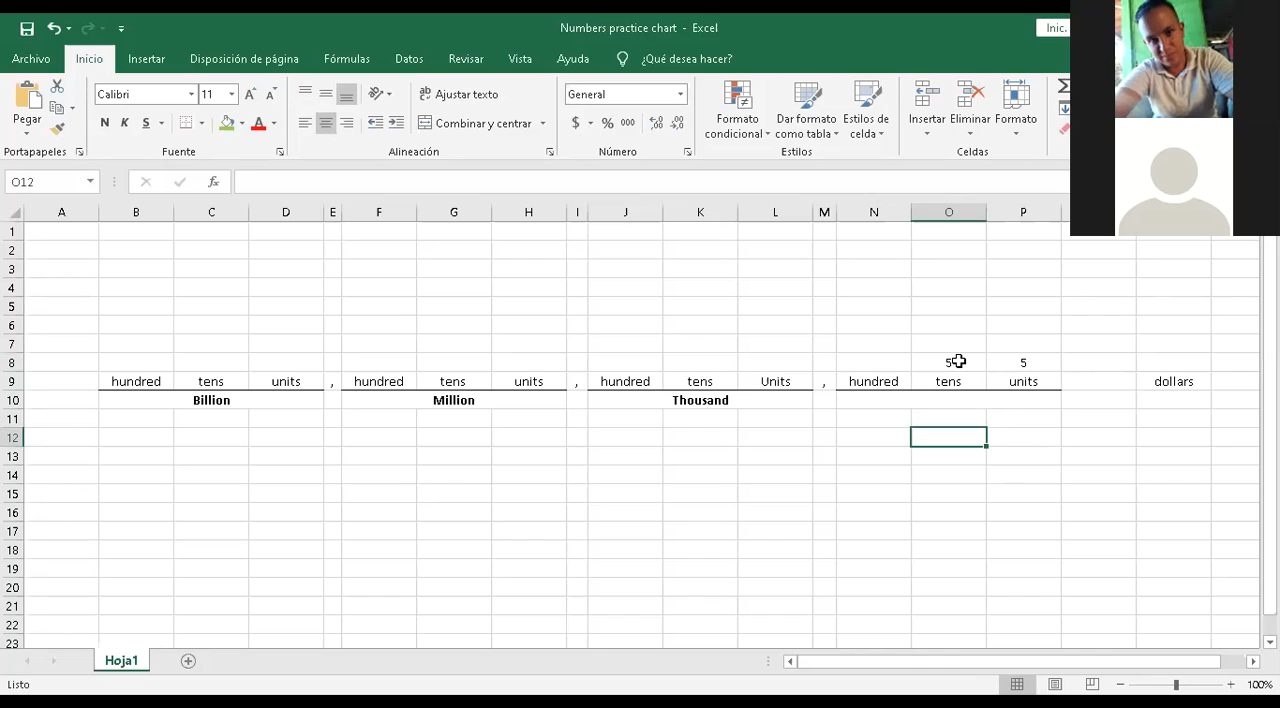 Numbers practice chart - Excel
Inic.
Archivo Inicio Insertar Disposición de página Fórmulas Datos Revisar Vista Ayuda ¿Qué desea hacer?
Calibri 11 Ajustar texto General
Pegar N K S Combinar y centrar $ % 000 Formato condicional Dar formato como tabla Estilos de celda Insertar Eliminar Formato
Portapapeles Fuente Alineación Número Estilos Celdas
O12 fx
A B C D E F G H I J K L M N O P
1
2
3
4
5
6
7
8 5 5
9 hundred tens units , hundred tens units , hundred tens Units , hundred tens units dollars
10 Billion Million Thousand
11
12
13
14
15
16
17
18
19
20
21
22
23
Hoja1
Listo 100%